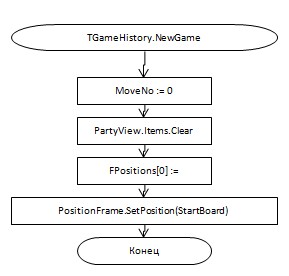 TGameHistory.NewGame
MoveNo := 0
PartyView.Items.Clear
FPositions[0] :=
PositionFrame.SetPosition(StartBoard)
Конец